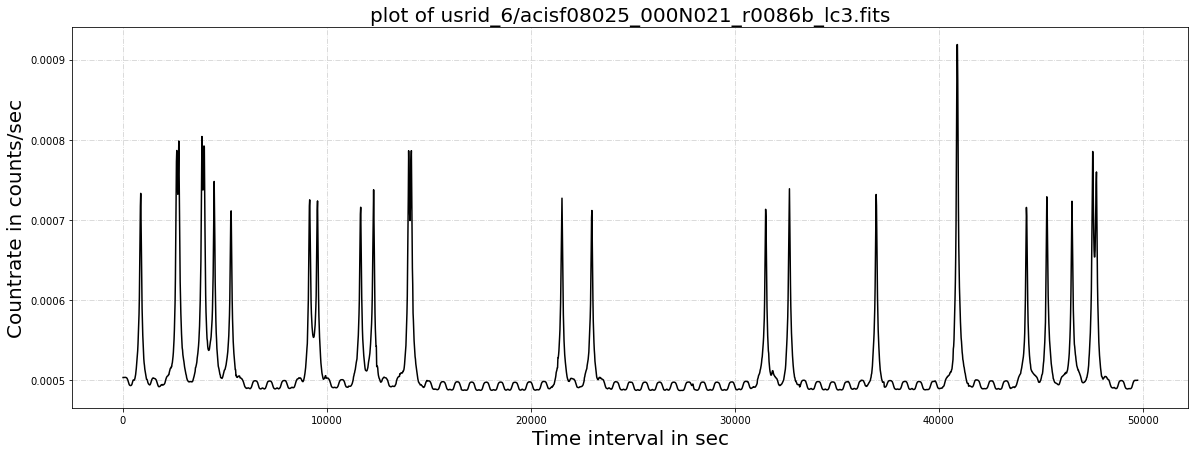 plot of usrid_6/acisf08025_000N021_r0086b_lc3.fits
Countrate in counts/sec
0.0009
0.0008
0.0007
0.0006
0.0005
0 10000 20000 30000 40000 50000
Time interval in sec